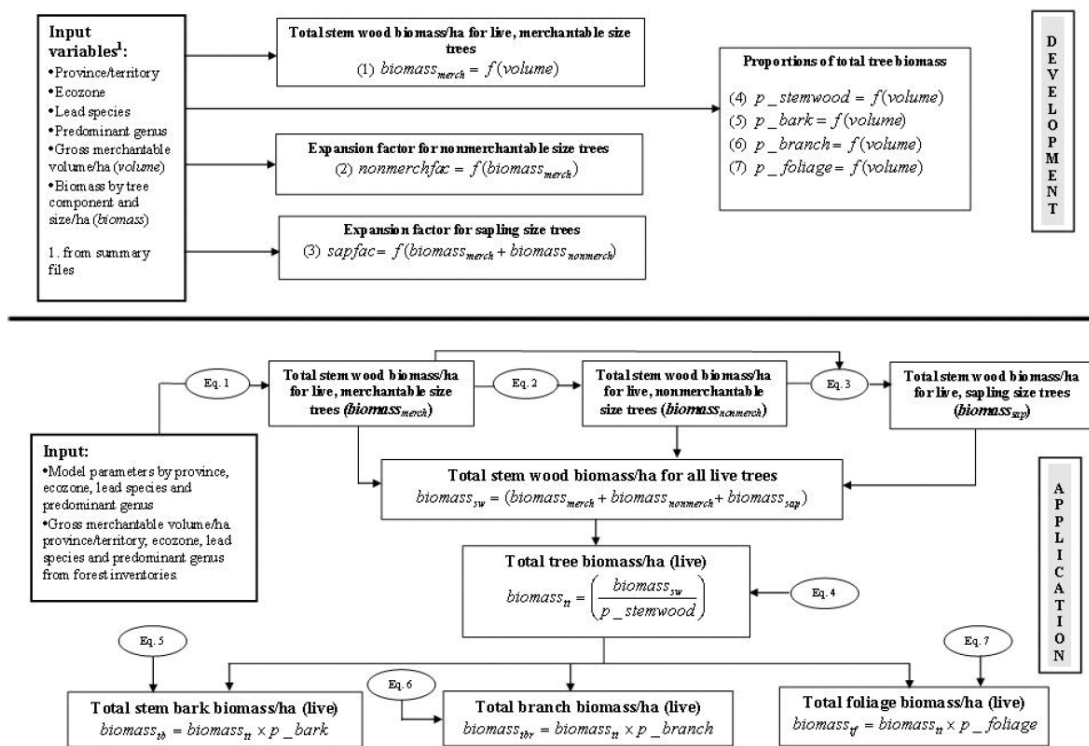 Input
variables1:
•Province/territory
•Ecozone
•Lead species
•Predominant genus
•Gross merchantable
volume/ha (volume)
•Biomass by tree
component and
size/ha (biomass)
1. from summary
files
Total stem wood biomass/ha for live, merchantable size
trees
(1) biomass_merch = f(volume)
Expansion factor for nonmerchantable size trees
(2) nonmerchfac = f(biomass_merch)
Expansion factor for sapling size trees
(3) sapfac = f(biomass_merch + biomass_nonmerch)
Proportions of total tree biomass
(4) p_stemwood = f(volume)
(5) p_bark = f(volume)
(6) p_branch = f(volume)
(7) p_foliage = f(volume)
DEVELOPMENT
Eq. 1
Total stem wood biomass/ha
for live, merchantable size
trees (biomass_merch)
Eq. 2
Total stem wood biomass/ha
for live, nonmerchantable
size trees (biomass_nonmerch)
Eq. 3
Total stem wood biomass/ha
for live, sapling size trees
(biomass_sap)
Input:
•Model parameters by province,
ecozone, lead species and
predominant genus
•Gross merchantable volume/ha
province/territory, ecozone, lead
species and predominant genus
from forest inventories.
Total stem wood biomass/ha for all live trees
biomass_sw = (biomass_merch + biomass_nonmerch + biomass_sap)
Total tree biomass/ha (live)
biomass_tt = (biomass_sw / p_stemwood)
Eq. 4
APPLICATION
Eq. 5
Total stem bark biomass/ha (live)
biomass_tb = biomass_tt × p_bark
Eq. 6
Total branch biomass/ha (live)
biomass_tbr = biomass_tt × p_branch
Eq. 7
Total foliage biomass/ha (live)
biomass_tf = biomass_tt × p_foliage